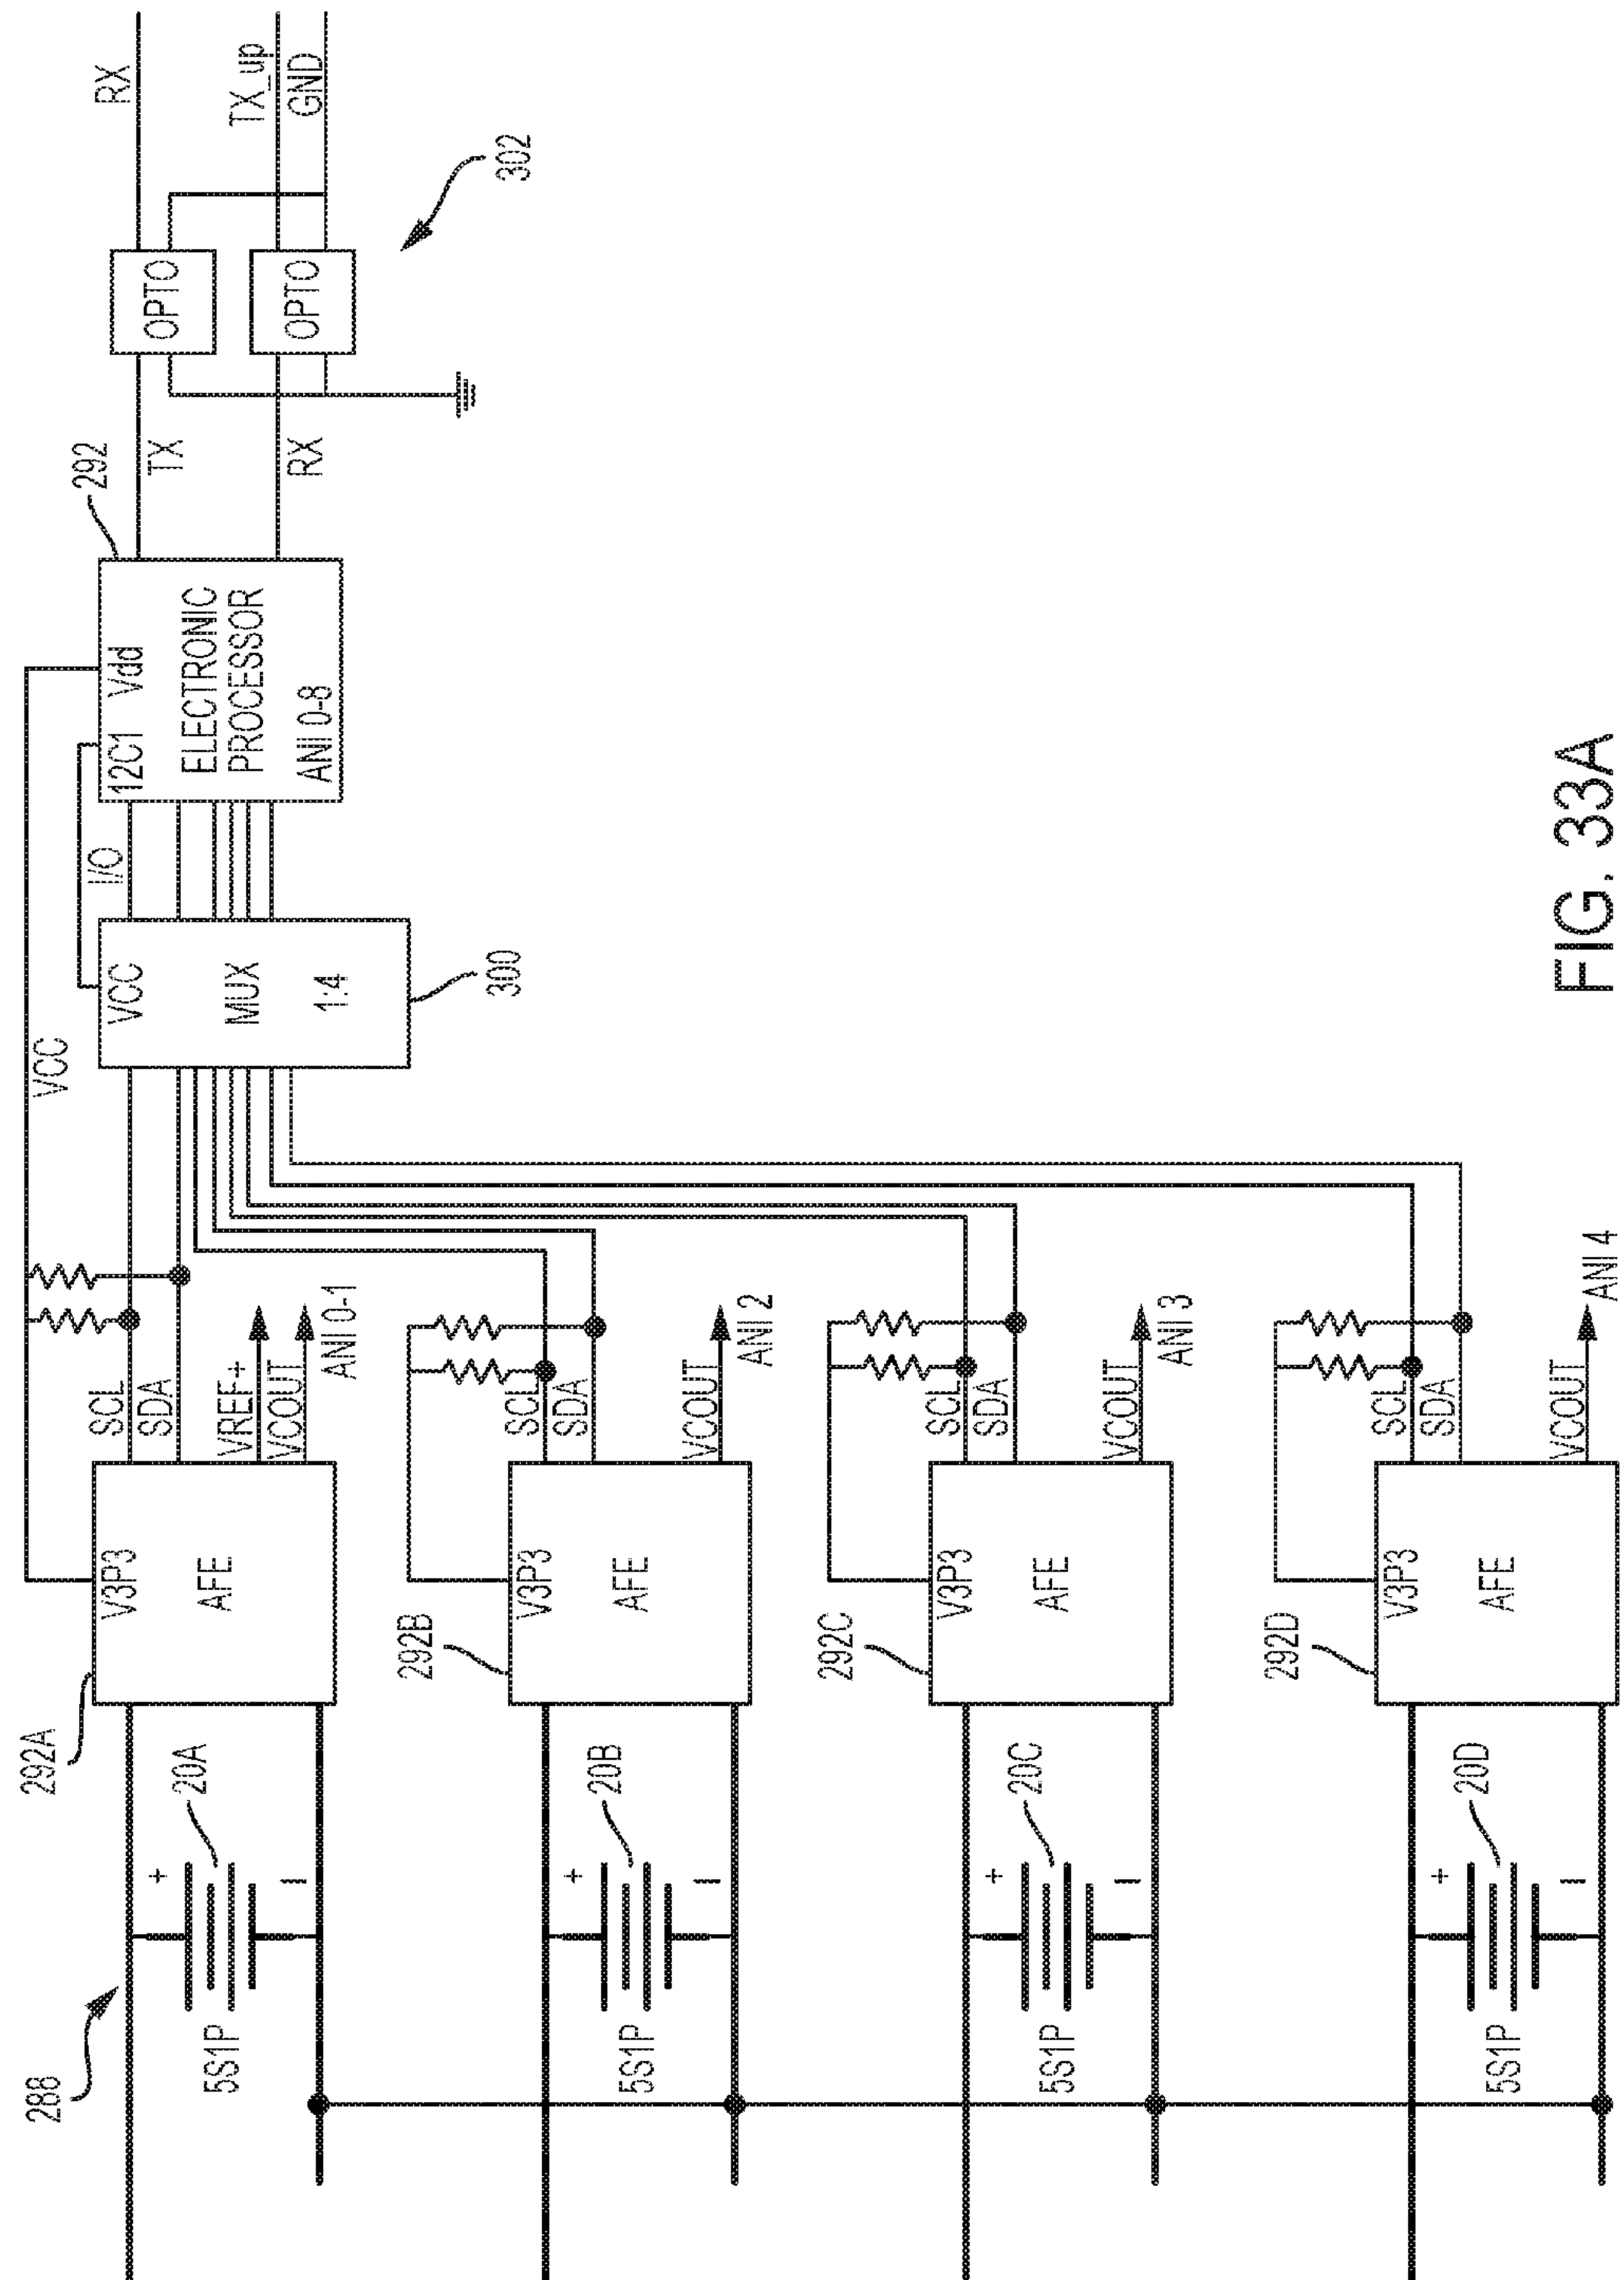 288
292A
20A
5S1P
+
−
V3P3
AFE
SCL
SDA
VREF+
VCOUT
ANI 0-1
VCC
292B
20B
5S1P
+
−
V3P3
AFE
SCL
SDA
VCOUT
ANI 2
292C
20C
5S1P
+
−
V3P3
AFE
SCL
SDA
VCOUT
ANI 3
292D
20D
5S1P
+
−
V3P3
AFE
SCL
SDA
VCOUT
ANI 4
VCC
MUX
1:4
300
I/O
12C1 Vdd
ELECTRONIC
PROCESSOR
ANI 0-8
292
TX
RX
OPTO
OPTO
302
RX
TX_up
GND
FIG. 33A